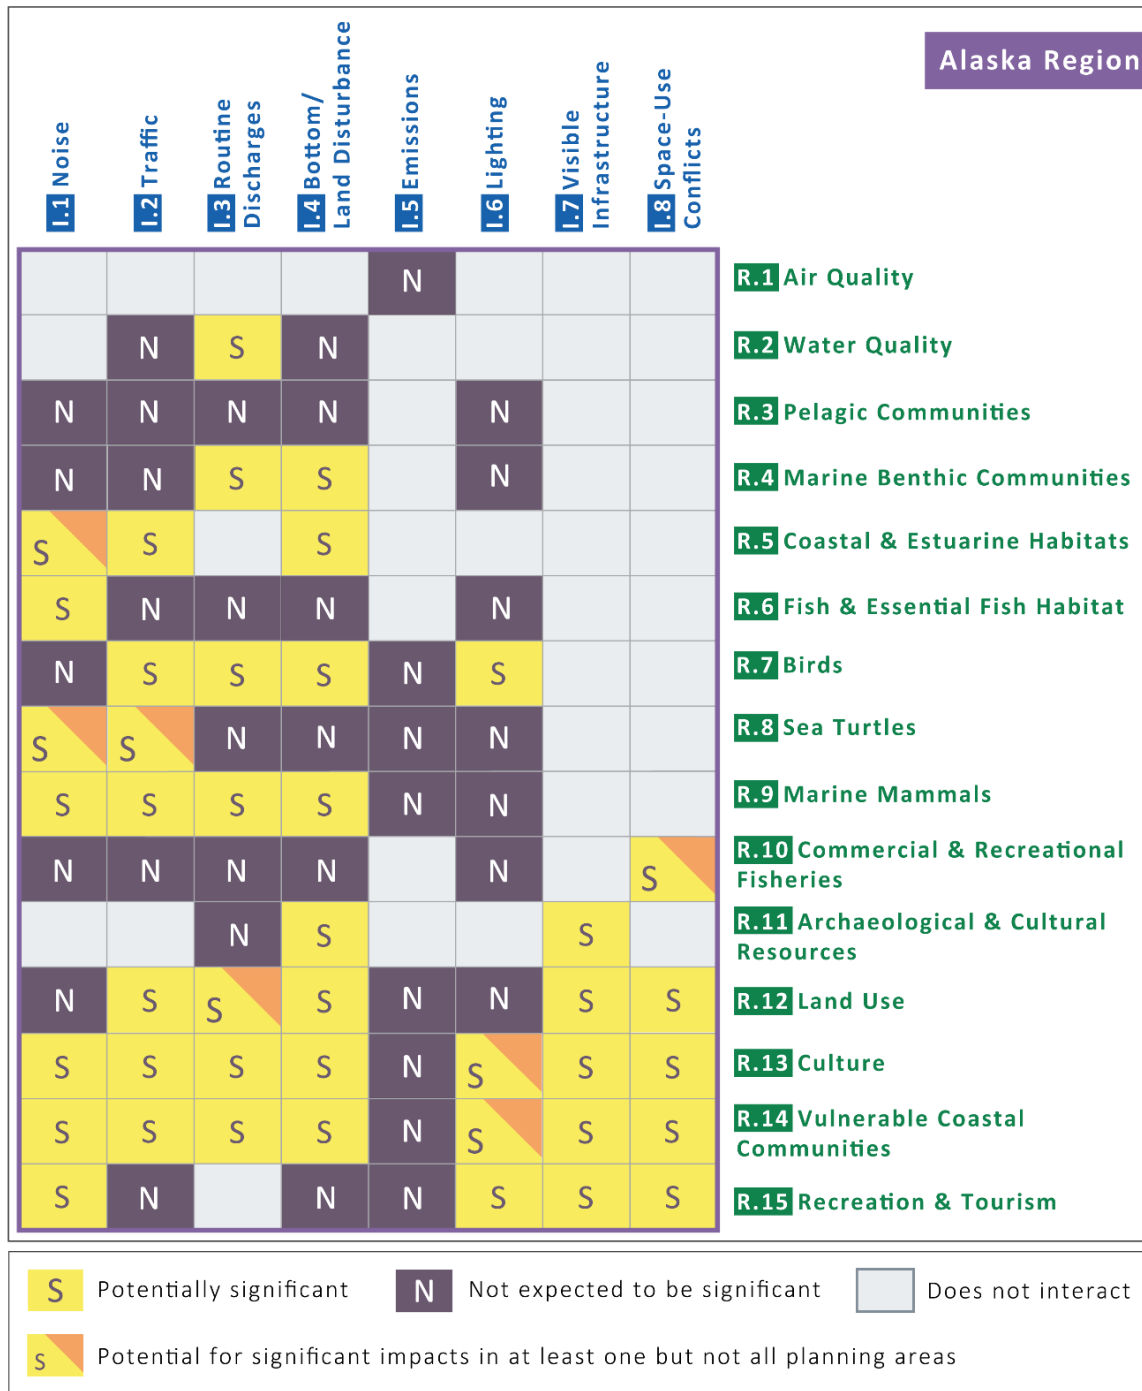 Alaska Region
I.1 Noise
I.2 Traffic
I.3 Routine
Discharges
I.4 Bottom/
Land Disturbance
I.5 Emissions
I.6 Lighting
I.7 Visible
Infrastructure
I.8 Space-Use
Conflicts
N R.1 Air Quality
N S N R.2 Water Quality
N N N N N R.3 Pelagic Communities
N N S S N R.4 Marine Benthic Communities
S S S R.5 Coastal & Estuarine Habitats
S N N N N R.6 Fish & Essential Fish Habitat
N S S S N S R.7 Birds
S S N N N N R.8 Sea Turtles
S S S S N N R.9 Marine Mammals
N N N N N S R.10 Commercial & Recreational
Fisheries
N S S R.11 Archaeological & Cultural
Resources
N S S S N N S S R.12 Land Use
S S S S N S S S R.13 Culture
S S S S N S S S R.14 Vulnerable Coastal
Communities
S N N N S S S R.15 Recreation & Tourism
S Potentially significant N Not expected to be significant Does not interact
S Potential for significant impacts in at least one but not all planning areas